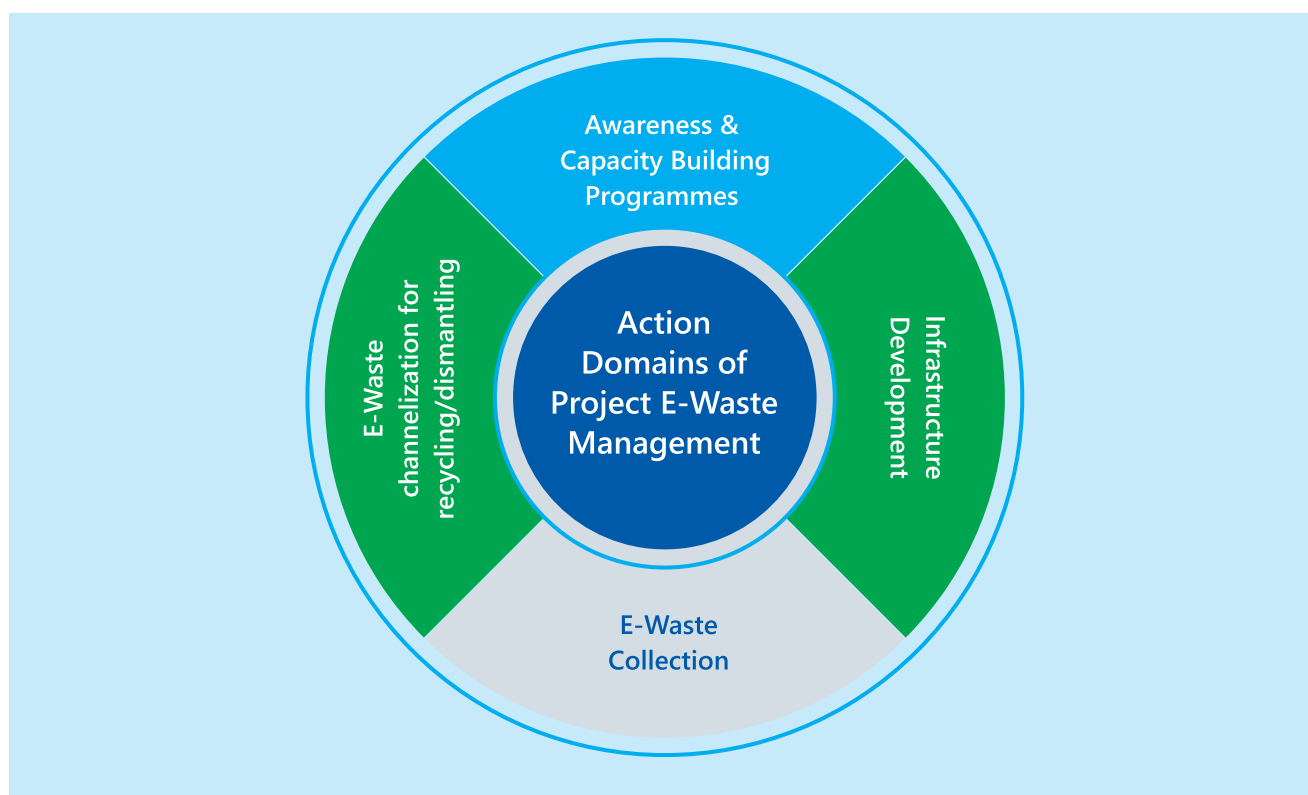 Awareness &
Capacity Building
Programmes
Infrastructure
Development
E-Waste
Collection
E-Waste
channelization for
recycling/dismantling
Action
Domains of
Project E-Waste
Management